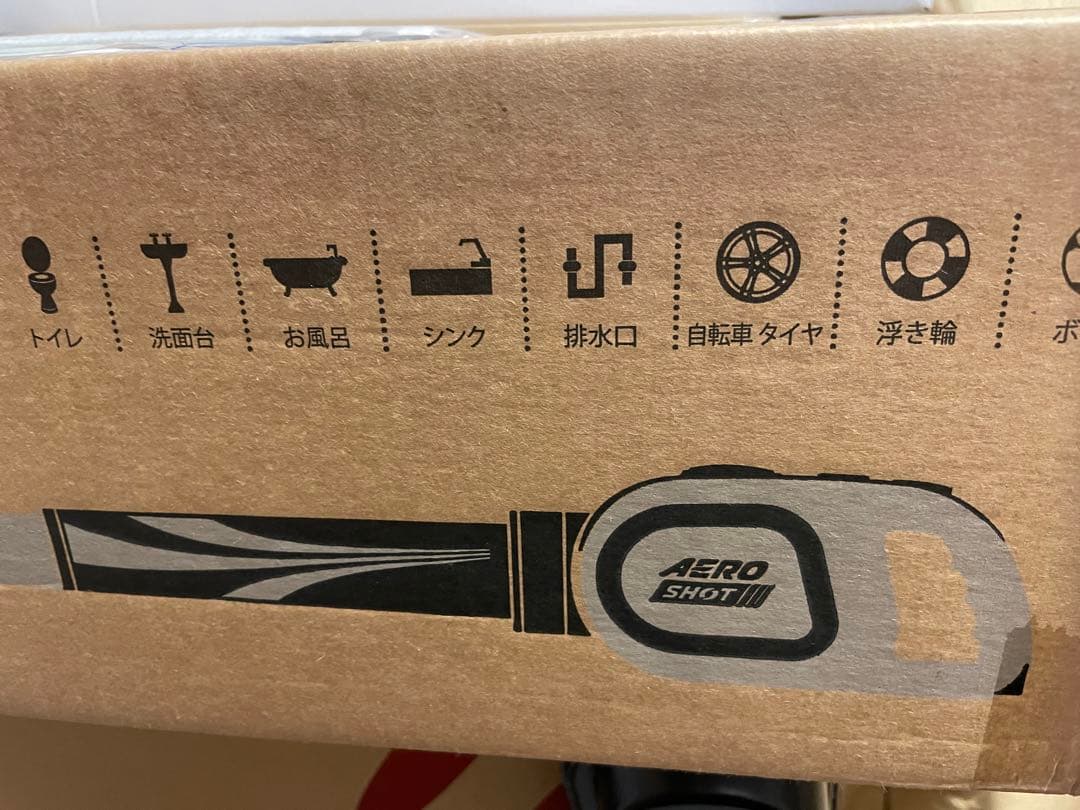 トイレ
洗面台
お風呂
シンク
排水口
自転車 タイヤ
浮き輪
AERO
SHOT